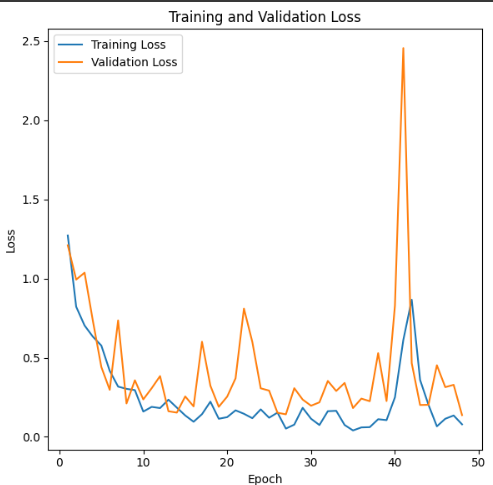 Training and Validation Loss
Training Loss
Validation Loss
2.5
2.0
1.5
1.0
0.5
0.0
Loss
0 10 20 30 40 50
Epoch